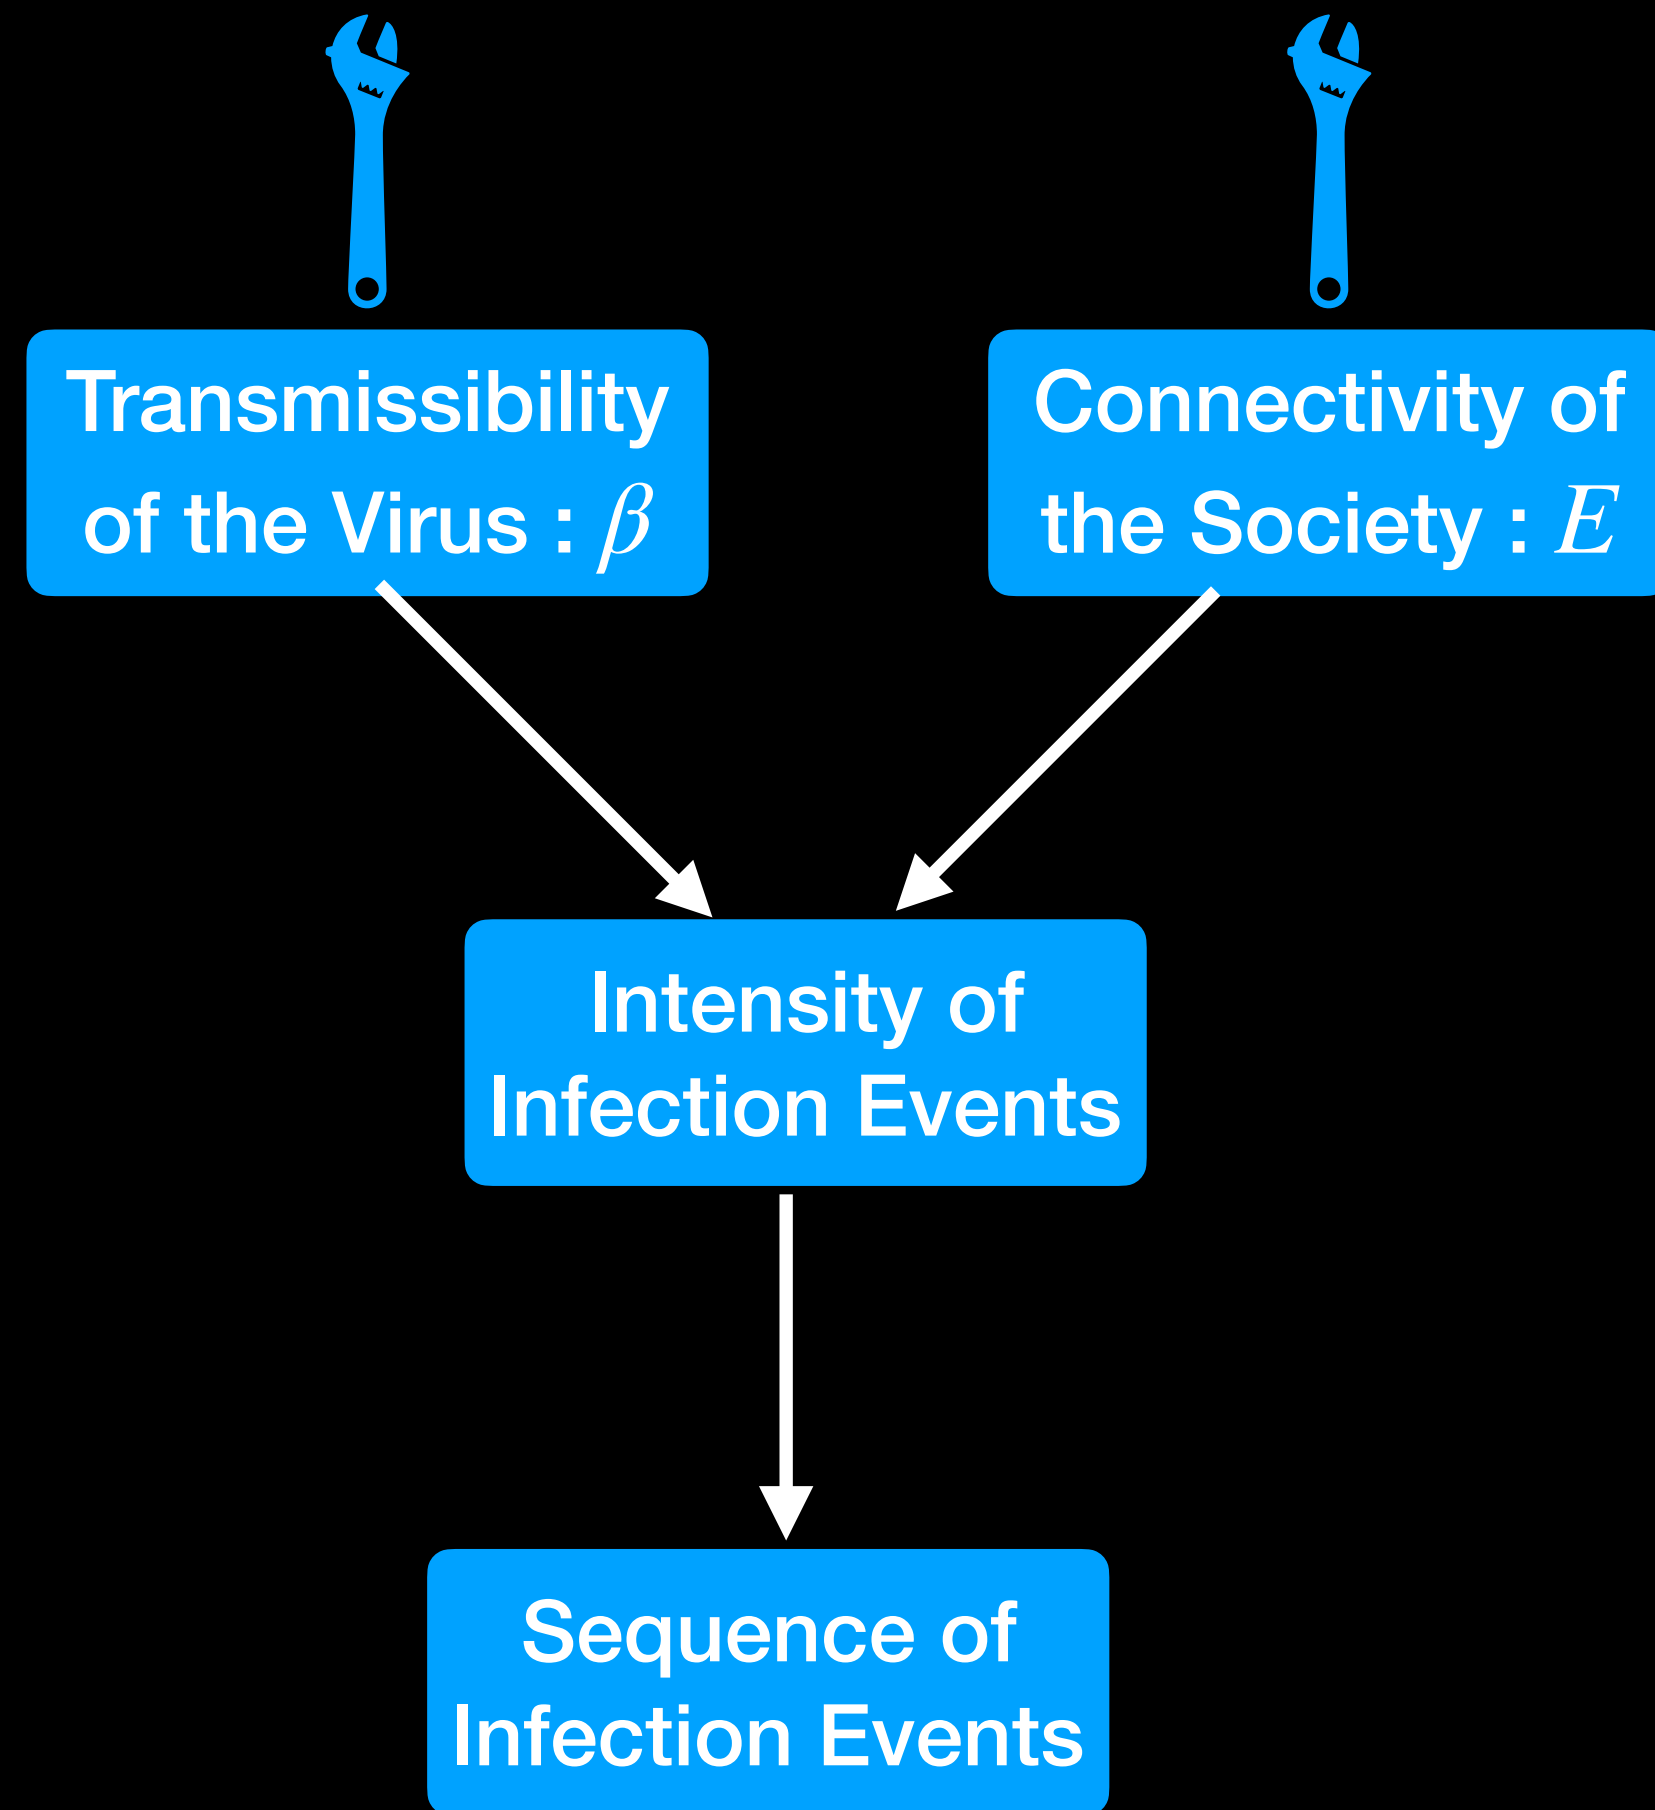 Transmissibility
of the Virus : β
Connectivity of
the Society : E
Intensity of
Infection Events
Sequence of
Infection Events